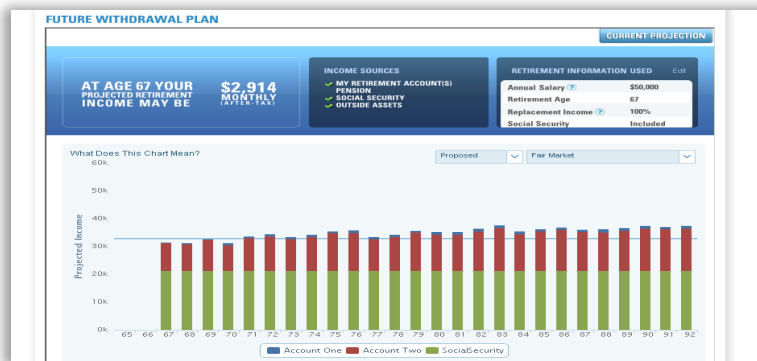 FUTURE WITHDRAWAL PLAN
CURRENT PROJECTION
AT AGE 67 YOUR
PROJECTED RETIREMENT
INCOME MAY BE
$2,914
MONTHLY
(AFTER-TAX)
INCOME SOURCES
MY RETIREMENT ACCOUNT(S)
PENSION
SOCIAL SECURITY
OUTSIDE ASSETS
RETIREMENT INFORMATION USED Edit
Annual Salary ? $50,000
Retirement Age 67
Replacement Income ? 100%
Social Security Included
What Does This Chart Mean?
Proposed
Fair Market
60k
50k
40k
30k
20k
10k
0k
Projected Income
65 66 67 68 69 70 71 72 73 74 75 76 77 78 79 80 81 82 83 84 85 86 87 88 89 90 91 92
Account One Account Two SocialSecurity